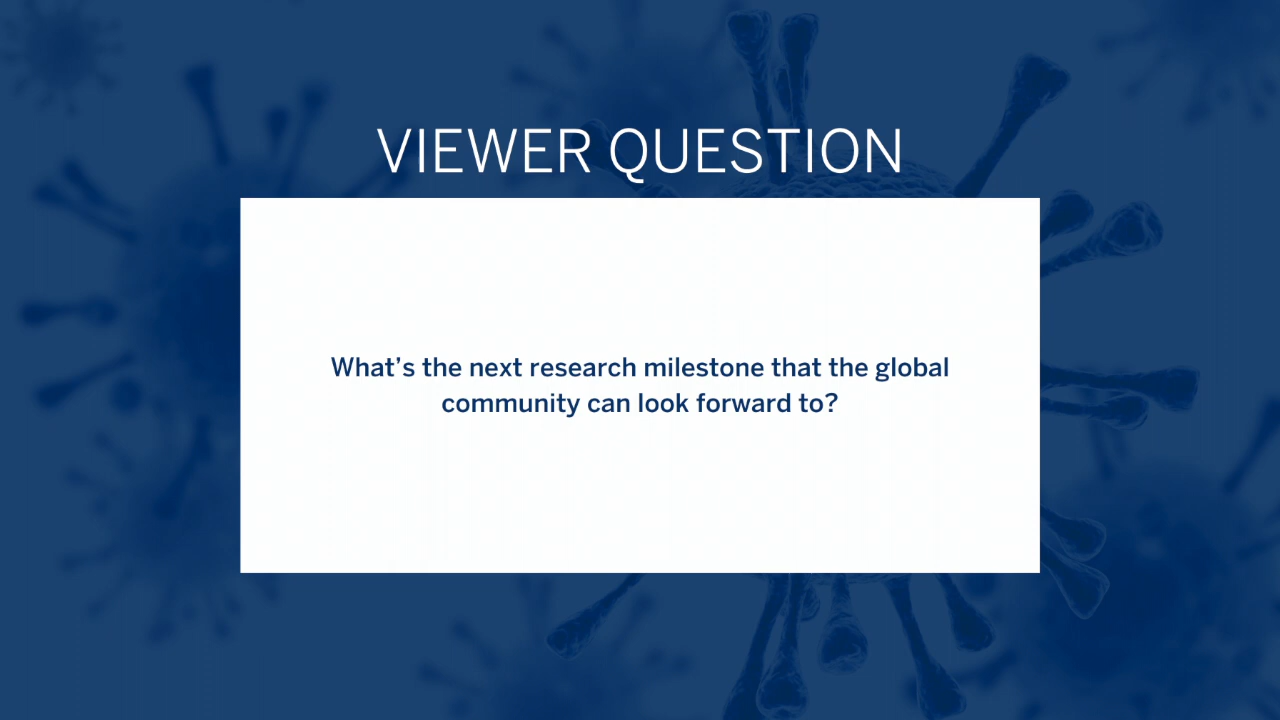 VIEWER QUESTION
What’s the next research milestone that the global
community can look forward to?